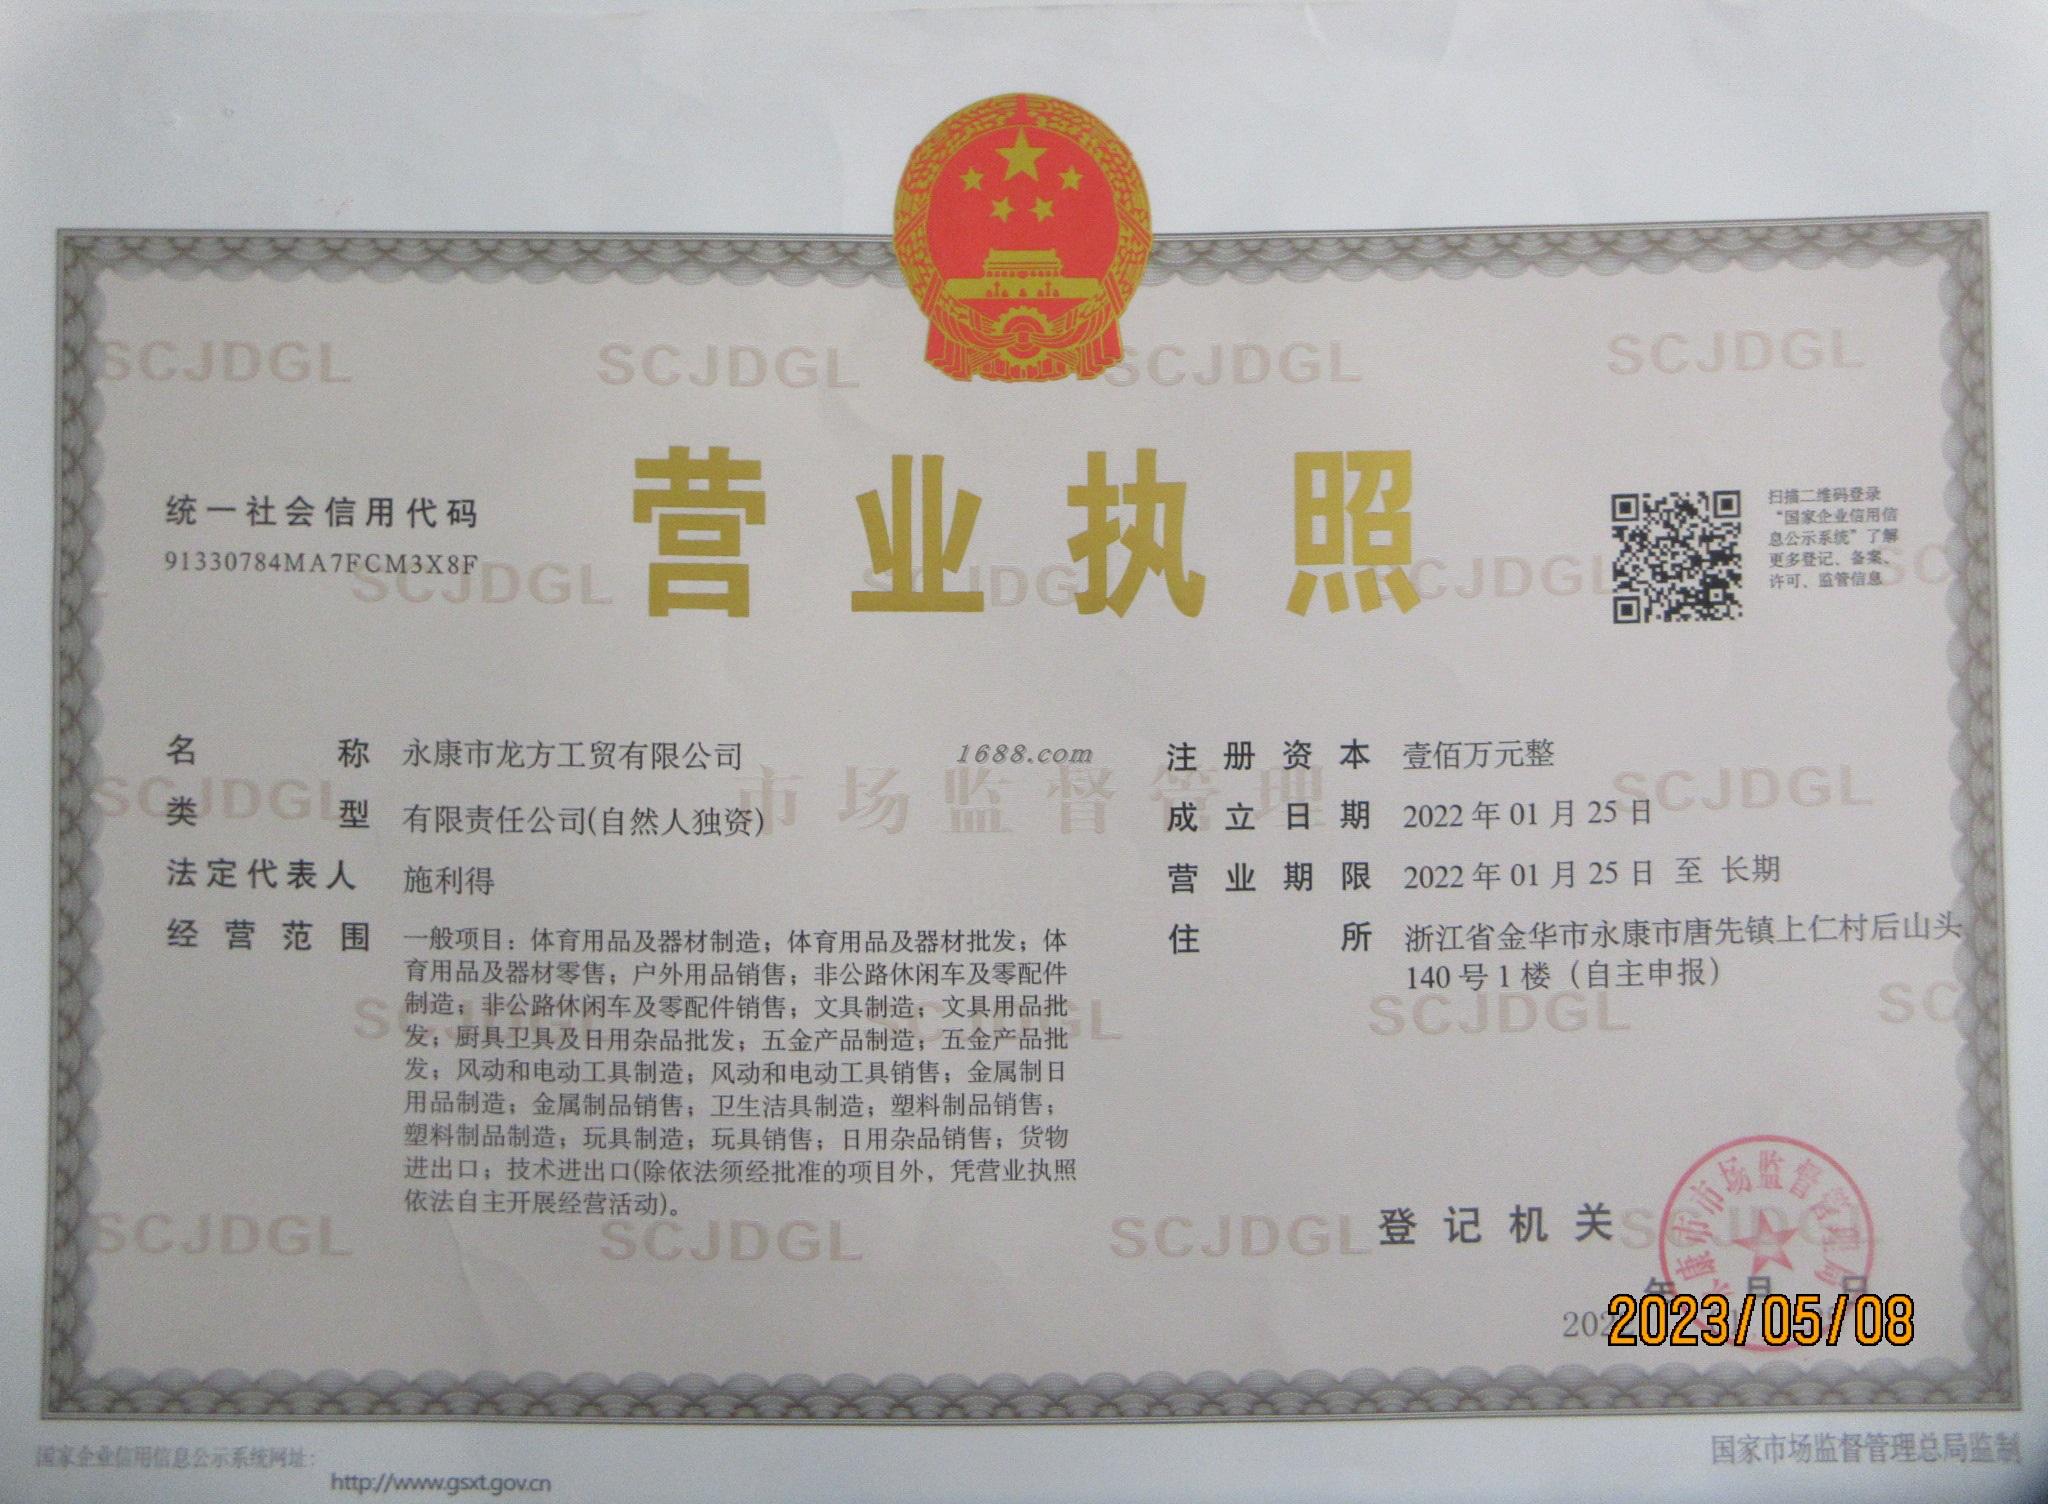 营业执照
统一社会信用代码
91330784MA7FCM3X8F
扫描二维码登录
“国家企业信用信
息公示系统”了解
更多登记、备案、
许可、监管信息
名称 永康市龙方工贸有限公司
类型 有限责任公司(自然人独资)
法定代表人 施利得
经营范围 一般项目：体育用品及器材制造；体育用品及器材批发；体
育用品及器材零售；户外用品销售；非公路休闲车及零配件
制造；非公路休闲车及零配件销售；文具制造；文具用品批
发；厨具卫具及日用杂品批发；五金产品制造；五金产品批
发；风动和电动工具制造；风动和电动工具销售；金属制日
用品制造；金属制品销售；卫生洁具制造；塑料制品销售；
塑料制品制造；玩具制造；玩具销售；日用杂品销售；货物
进出口；技术进出口(除依法须经批准的项目外，凭营业执照
依法自主开展经营活动)。
1688.com
市场监督管理
注册资本 壹佰万元整
成立日期 2022年01月25日
营业期限 2022年01月25日 至 长期
住所 浙江省金华市永康市唐先镇上仁村后山头
140号1楼（自主申报）
登记机关
康市市场监督管理局
年 月 日
2023/05/08
SCJDGL
国家企业信用信息公示系统网址：
http://www.gsxt.gov.cn
国家市场监督管理总局监制